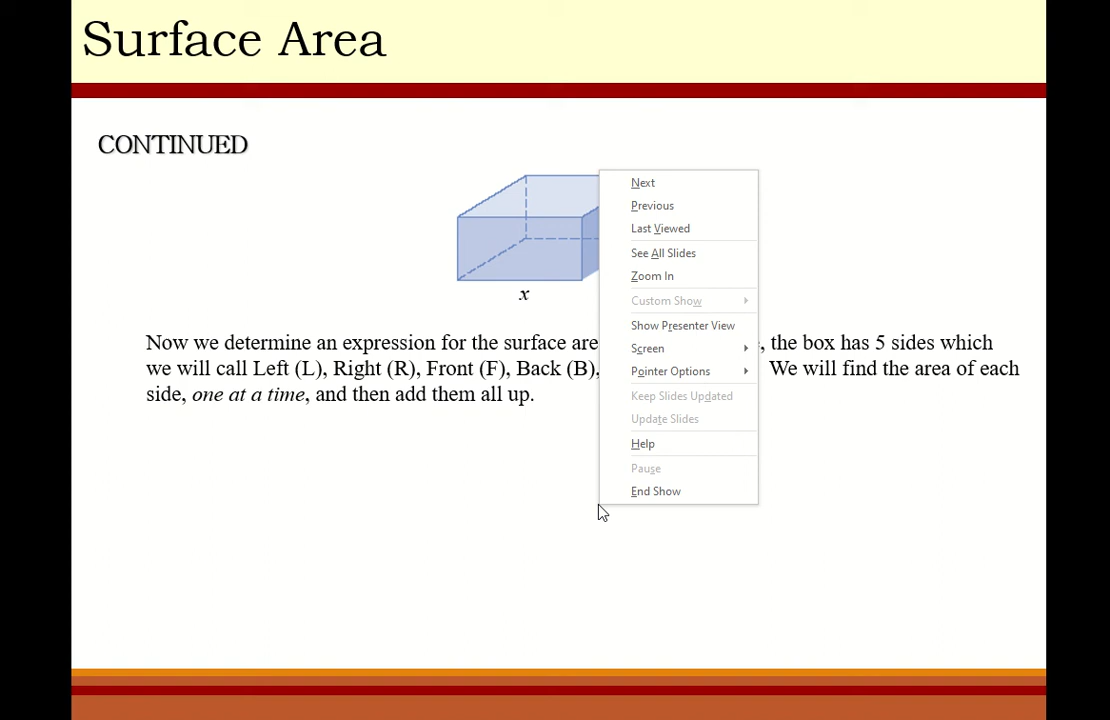 Surface Area
CONTINUED
x
Now we determine an expression for the surface are
, the box has 5 sides which
we will call Left (L), Right (R), Front (F), Back (B),
We will find the area of each
side, one at a time, and then add them all up.
Next
Previous
Last Viewed
See All Slides
Zoom In
Custom Show
Show Presenter View
Screen
Pointer Options
Keep Slides Updated
Update Slides
Help
Pause
End Show